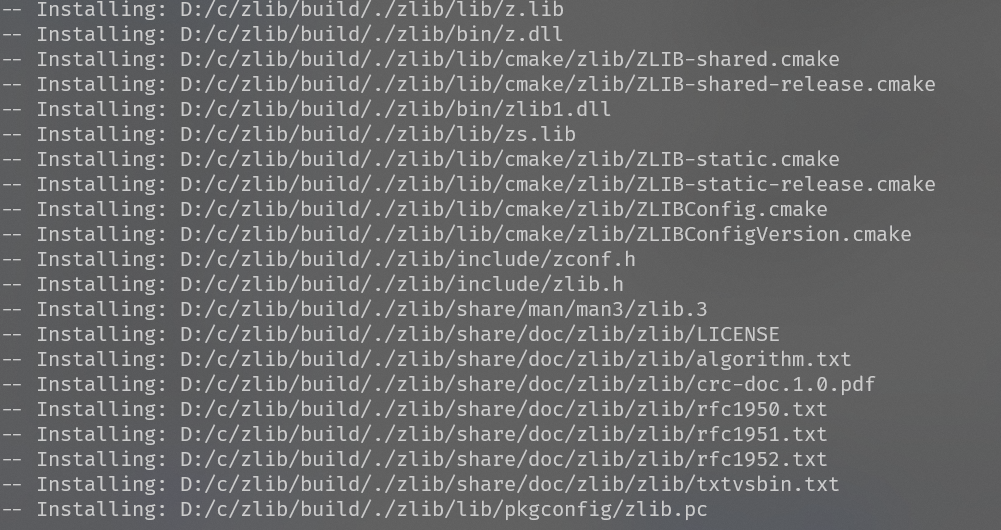 -- Installing: D:/c/zlib/build/./zlib/lib/z.lib
-- Installing: D:/c/zlib/build/./zlib/bin/z.dll
-- Installing: D:/c/zlib/build/./zlib/lib/cmake/zlib/ZLIB-shared.cmake
-- Installing: D:/c/zlib/build/./zlib/lib/cmake/zlib/ZLIB-shared-release.cmake
-- Installing: D:/c/zlib/build/./zlib/bin/zlib1.dll
-- Installing: D:/c/zlib/build/./zlib/lib/zs.lib
-- Installing: D:/c/zlib/build/./zlib/lib/cmake/zlib/ZLIB-static.cmake
-- Installing: D:/c/zlib/build/./zlib/lib/cmake/zlib/ZLIB-static-release.cmake
-- Installing: D:/c/zlib/build/./zlib/lib/cmake/zlib/ZLIBConfig.cmake
-- Installing: D:/c/zlib/build/./zlib/lib/cmake/zlib/ZLIBConfigVersion.cmake
-- Installing: D:/c/zlib/build/./zlib/include/zconf.h
-- Installing: D:/c/zlib/build/./zlib/include/zlib.h
-- Installing: D:/c/zlib/build/./zlib/share/man/man3/zlib.3
-- Installing: D:/c/zlib/build/./zlib/share/doc/zlib/zlib/LICENSE
-- Installing: D:/c/zlib/build/./zlib/share/doc/zlib/zlib/algorithm.txt
-- Installing: D:/c/zlib/build/./zlib/share/doc/zlib/zlib/crc-doc.1.0.pdf
-- Installing: D:/c/zlib/build/./zlib/share/doc/zlib/zlib/rfc1950.txt
-- Installing: D:/c/zlib/build/./zlib/share/doc/zlib/zlib/rfc1951.txt
-- Installing: D:/c/zlib/build/./zlib/share/doc/zlib/zlib/rfc1952.txt
-- Installing: D:/c/zlib/build/./zlib/share/doc/zlib/zlib/txtvsbin.txt
-- Installing: D:/c/zlib/build/./zlib/lib/pkgconfig/zlib.pc